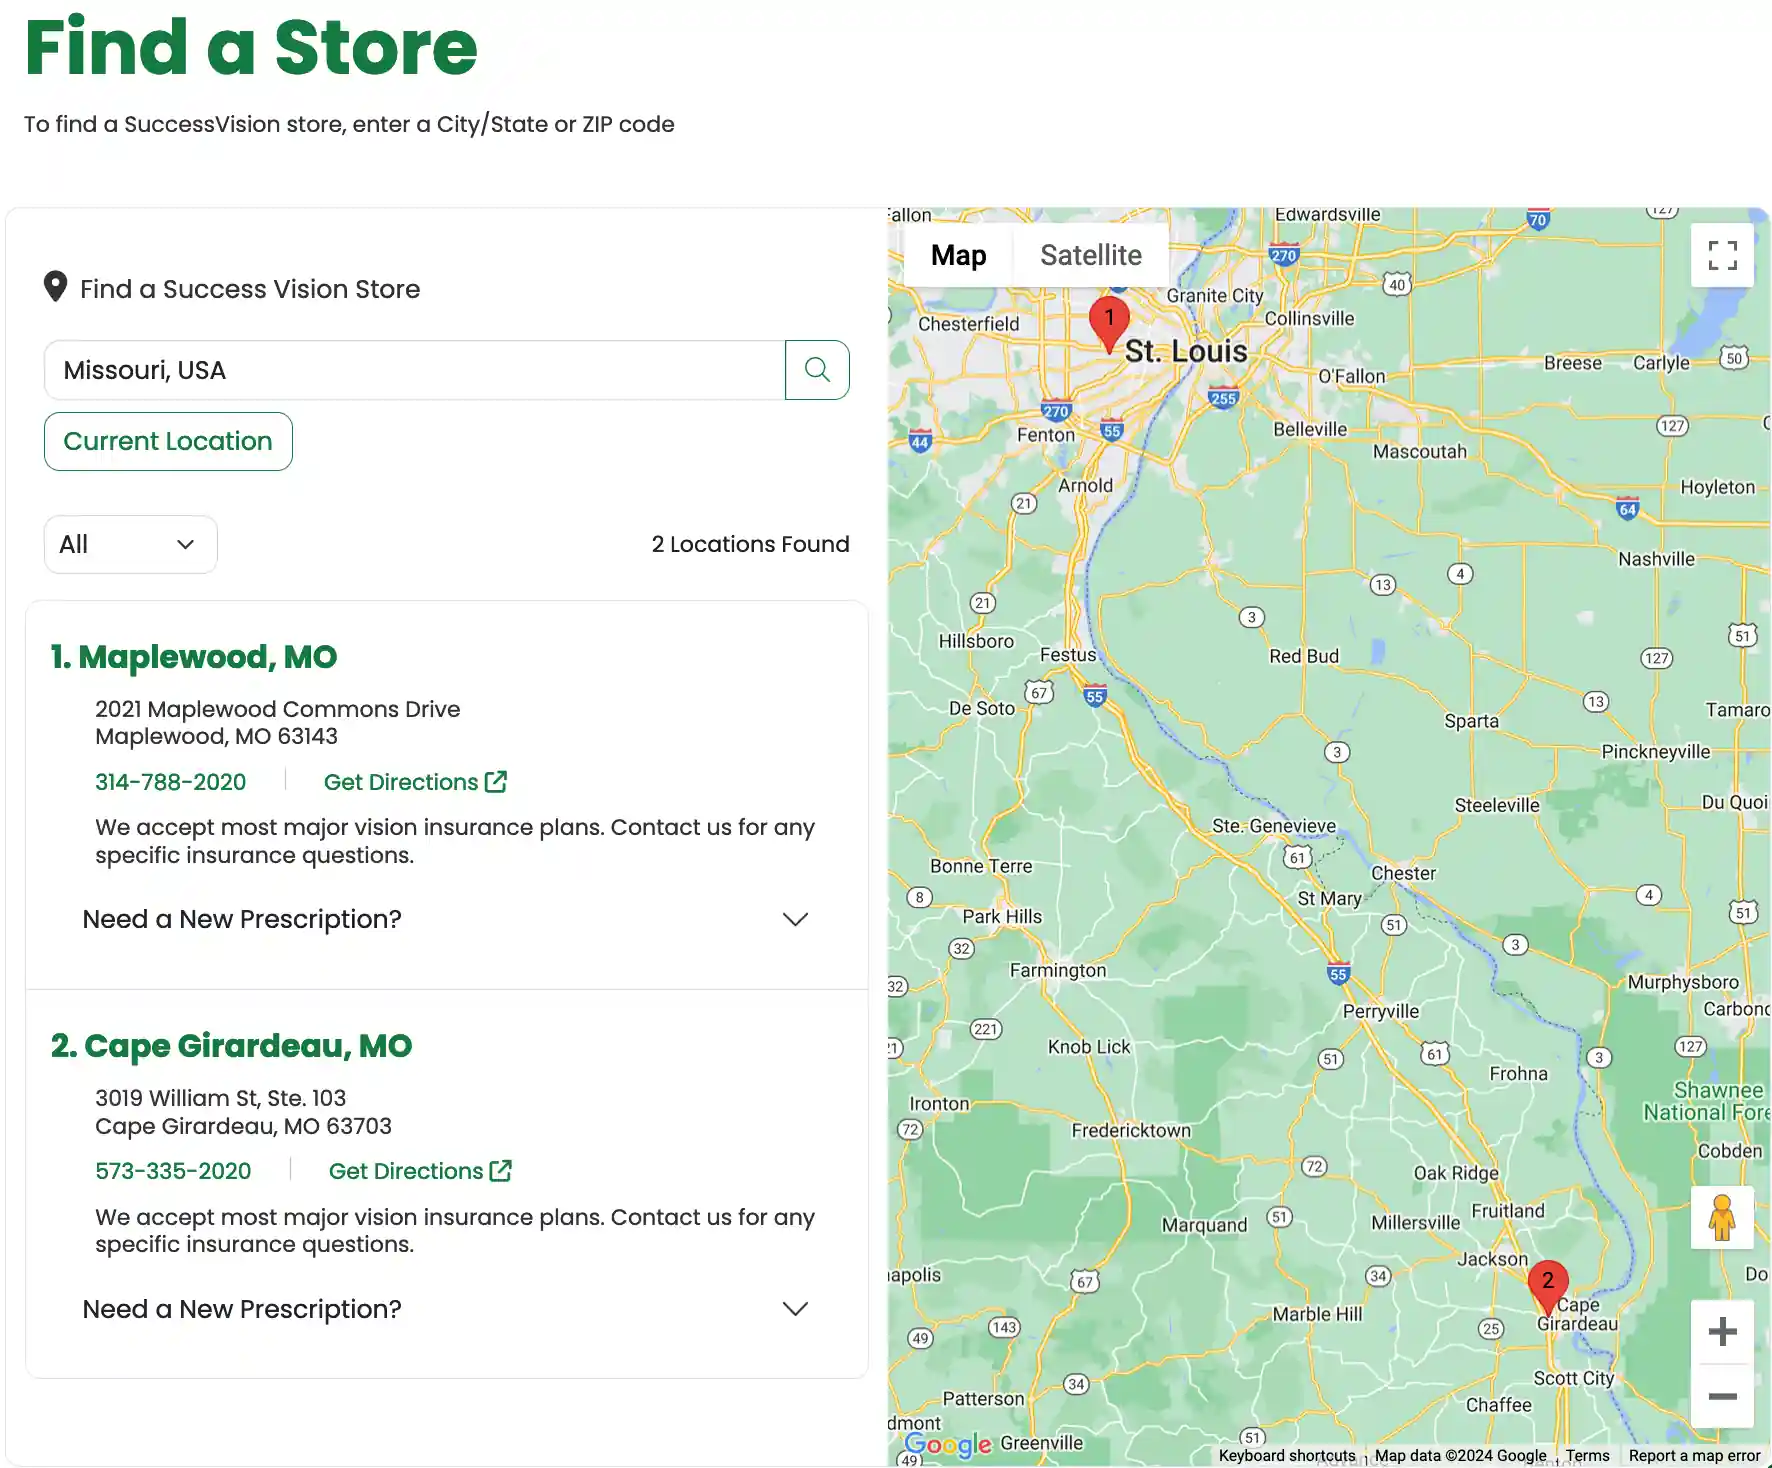 Find a Store
To find a SuccessVision store, enter a City/State or ZIP code
Find a Success Vision Store
Missouri, USA
Current Location
All
2 Locations Found
1. Maplewood, MO
2021 Maplewood Commons Drive
Maplewood, MO 63143
314-788-2020
Get Directions
We accept most major vision insurance plans. Contact us for any
specific insurance questions.
Need a New Prescription?
2. Cape Girardeau, MO
3019 William St, Ste. 103
Cape Girardeau, MO 63703
573-335-2020
Get Directions
We accept most major vision insurance plans. Contact us for any
specific insurance questions.
Need a New Prescription?
Map
Satellite
Edwardsville
70
127
270
40
Granite City
Chesterfield
1
Collinsville
St. Louis
Breese
Carlyle
50
O'Fallon
270
255
Fenton
55
44
Belleville
127
Mascoutah
Arnold
Hoyleton
21
64
Nashville
13
4
21
3
Hillsboro
51
Festus
Red Bud
127
67
55
De Soto
13
Tamaro
Sparta
3
Pinckneyville
Steeleville
Du Quoi
Ste. Genevieve
61
Bonne Terre
Chester
8
St Mary
4
Park Hills
51
51
32
3
Farmington
55
32
Murphysboro
Perryville
Carbond
221
Knob Lick
127
51
61
3
Frohna
Shawnee
National Fore
Ironton
72
Fredericktown
Cobden
72
Oak Ridge
Marquand
51
Millersville
Fruitland
Jackson
apolis
67
34
2
Do
Marble Hill
Cape
Girardeau
143
25
49
Scott City
34
Patterson
Chaffee
dmont
Google
Greenville
51
49
Keyboard shortcuts
Map data ©2024 Google
Terms
Report a map error